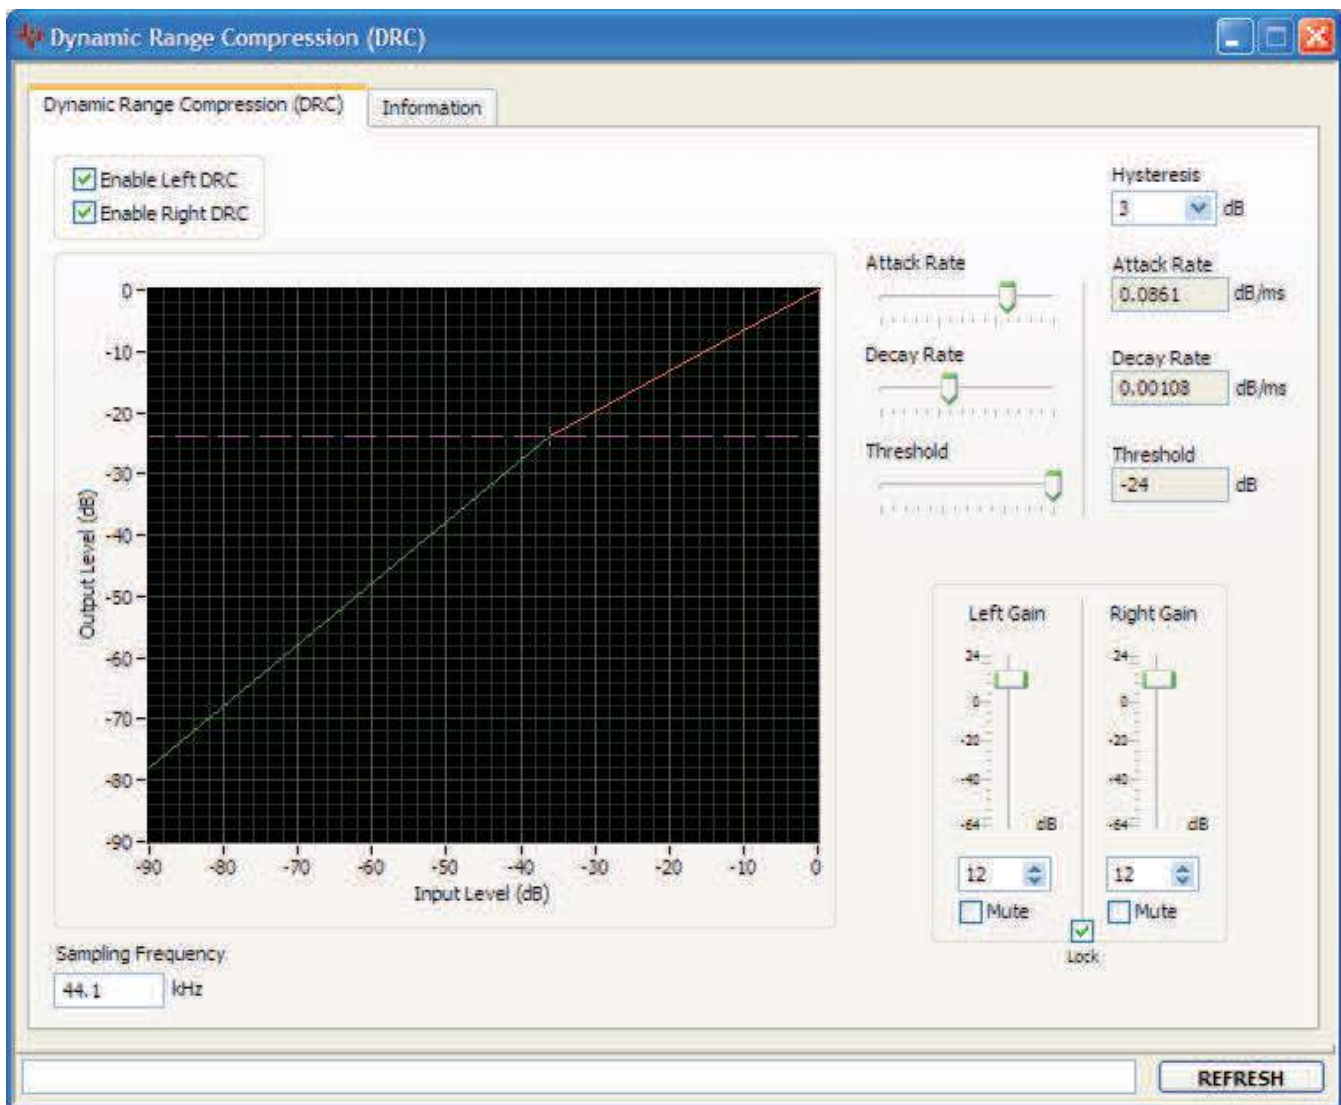 Dynamic Range Compression (DRC)
Dynamic Range Compression (DRC) Information
Enable Left DRC
Enable Right DRC
Hysteresis
3 dB
Attack Rate
Attack Rate
0.0861 dB/ms
Decay Rate
Decay Rate
0.00108 dB/ms
Threshold
Threshold
-24 dB
Output Level (dB)
0
-10
-20
-30
-40
-50
-60
-70
-80
-90
-90 -80 -70 -60 -50 -40 -30 -20 -10 0
Input Level (dB)
Left Gain
24
0
-20
-40
-64 dB
12
Mute
Right Gain
24
0
-20
-40
-64 dB
12
Mute
Lock
Sampling Frequency
44.1 kHz
REFRESH